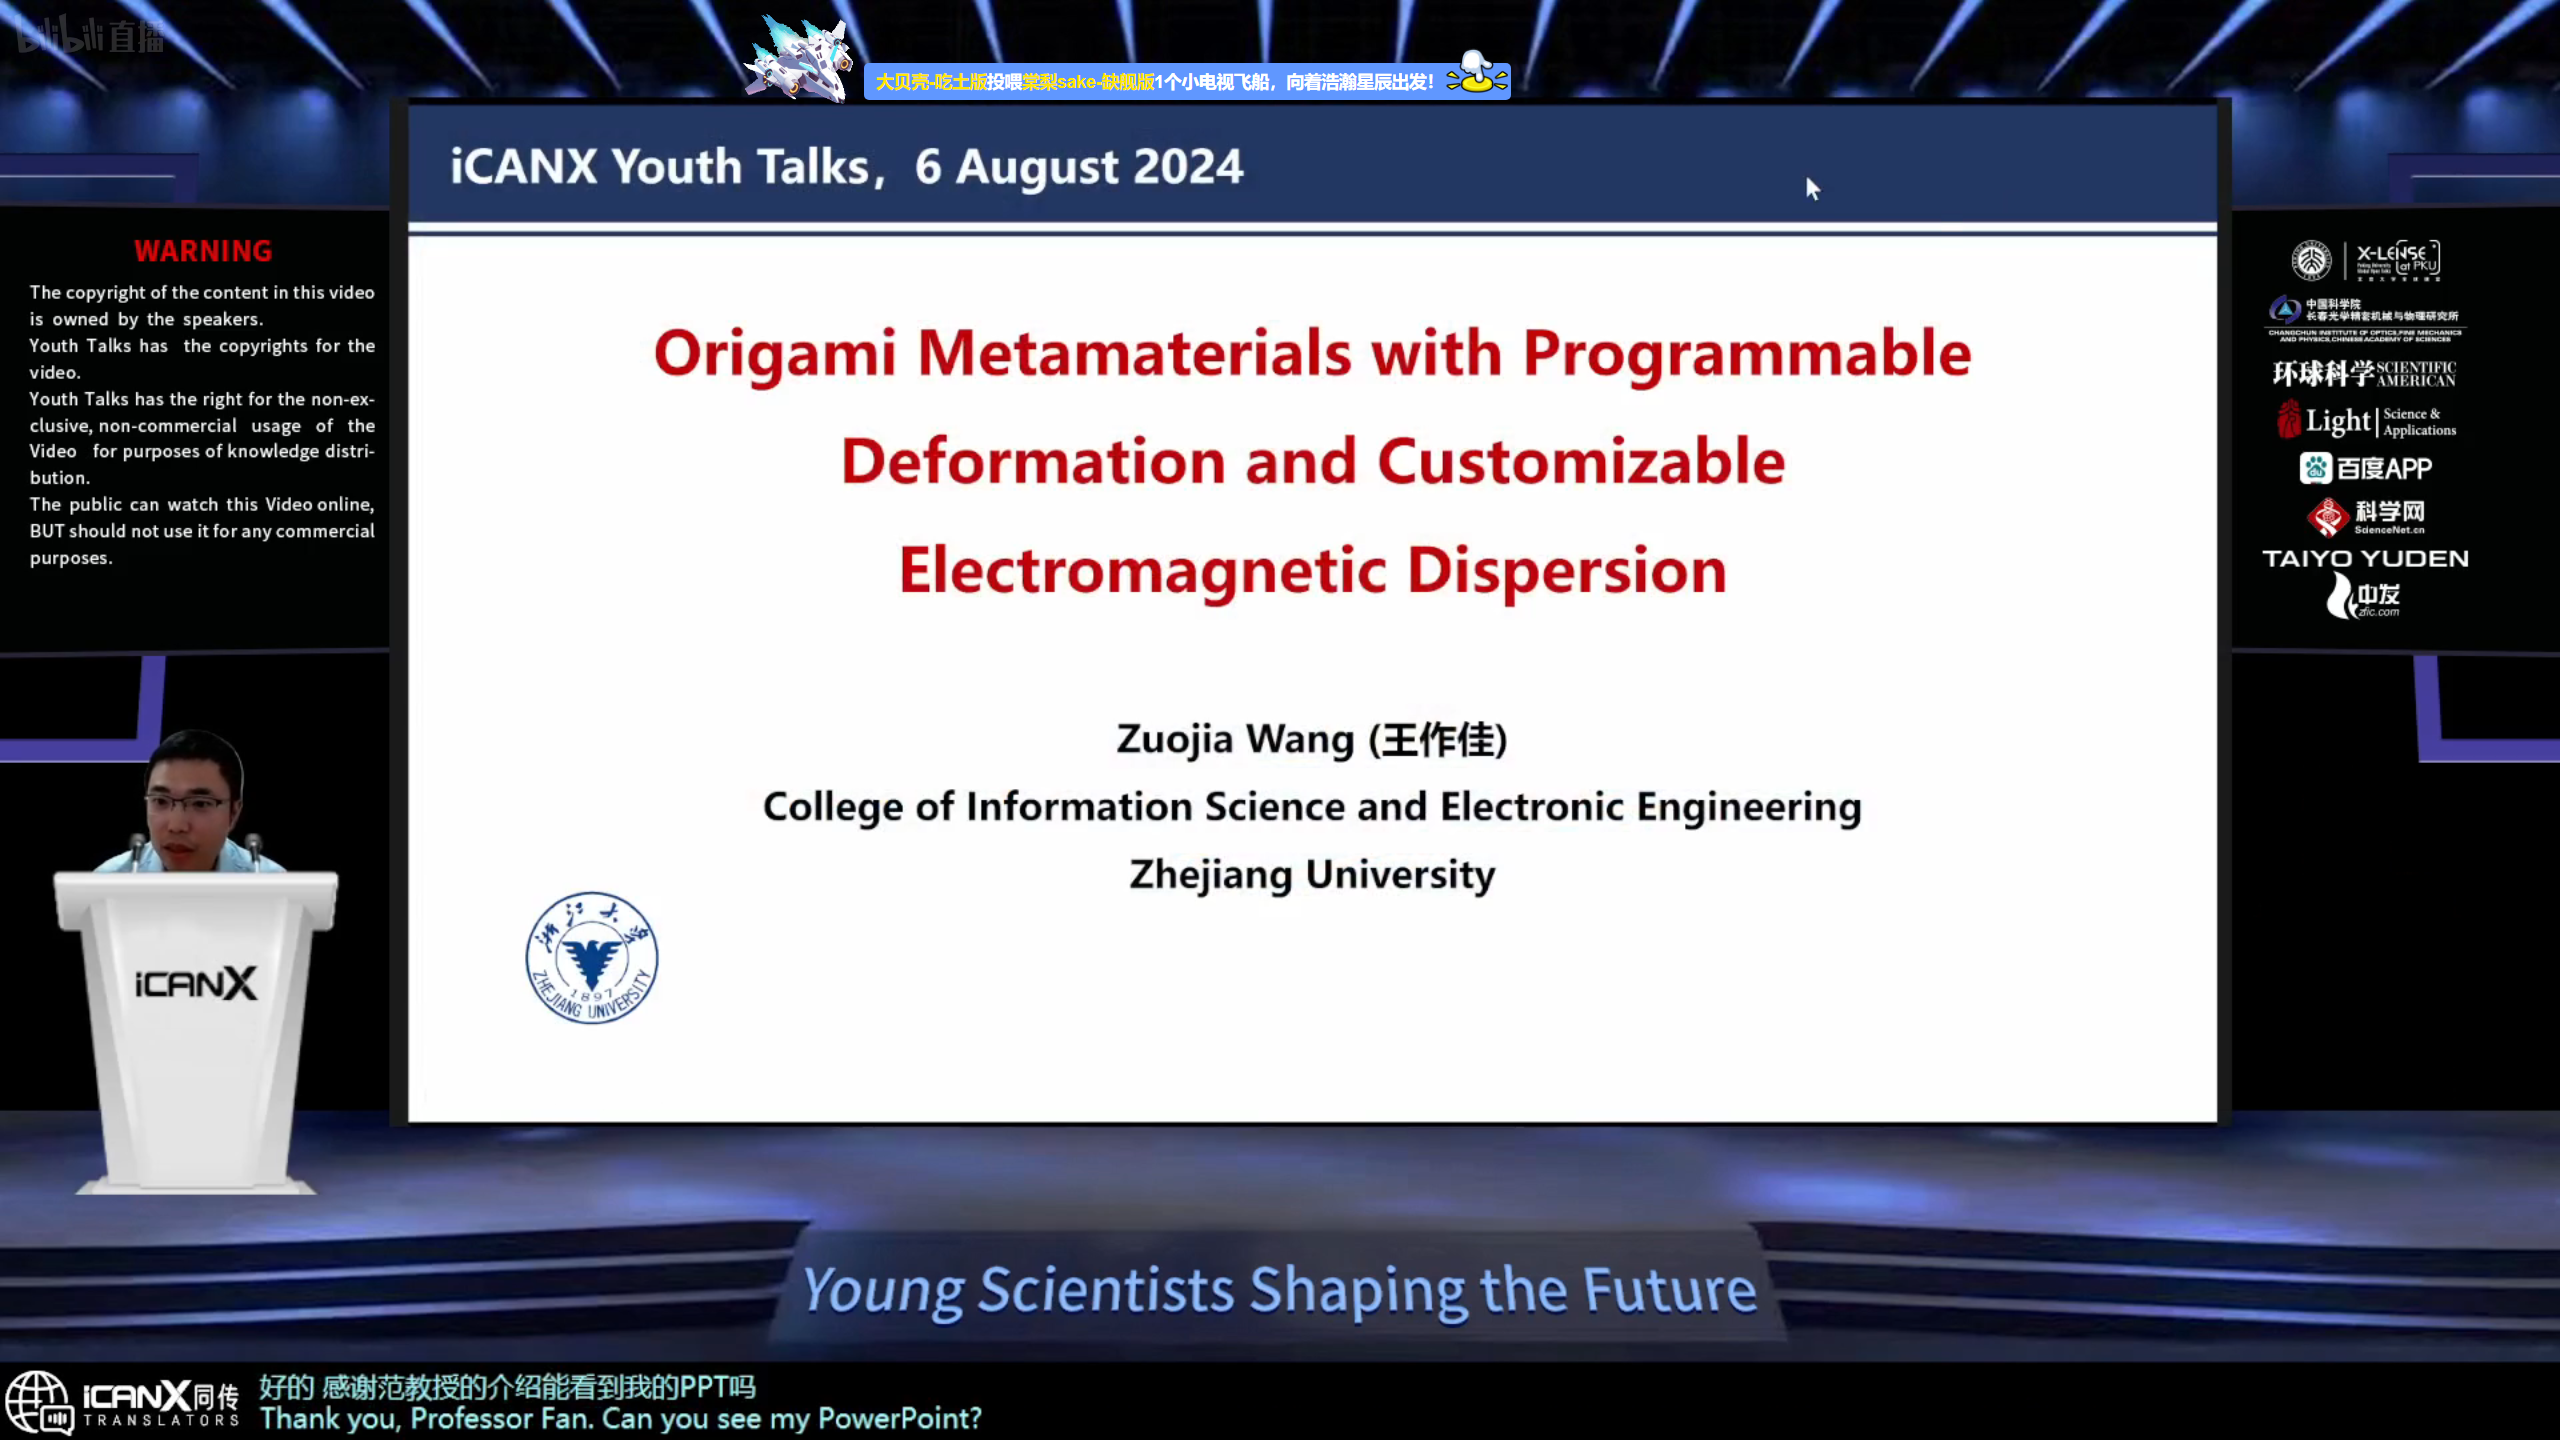 bilibili直播
大贝壳-吃土版投喂棠梨sake-缺舰版1个小电视飞船，向着浩瀚星辰出发！
iCANX Youth Talks，6 August 2024
WARNING
The copyright of the content in this video
is owned by the speakers.
Youth Talks has the copyrights for the
video.
Youth Talks has the right for the non-ex-
clusive, non-commercial usage of the
Video for purposes of knowledge distri-
bution.
The public can watch this Video online,
BUT should not use it for any commercial
purposes.
Origami Metamaterials with Programmable
Deformation and Customizable
Electromagnetic Dispersion
Zuojia Wang (王作佳)
College of Information Science and Electronic Engineering
Zhejiang University
浙江大学
ZHEJIANG UNIVERSITY
1897
X-LENSE
at PKU
中国科学院
长春光学精密机械与物理研究所
CHANGCHUN INSTITUTE OF OPTICS,FINE MECHANICS
AND PHYSICS,CHINESE ACADEMY OF SCIENCES
环球科学 SCIENTIFIC
AMERICAN
Light Science &
Applications
du 百度APP
科学网
ScienceNet.cn
TAIYO YUDEN
中发
zfic.com
iCANX
Young Scientists Shaping the Future
iCANX同传
TRANSLATORS
好的 感谢范教授的介绍能看到我的PPT吗
Thank you, Professor Fan. Can you see my PowerPoint?